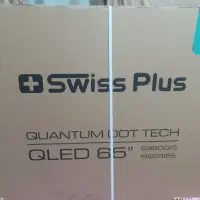 Swiss Plus
QUANTUM DOT TECH
QLED 65"